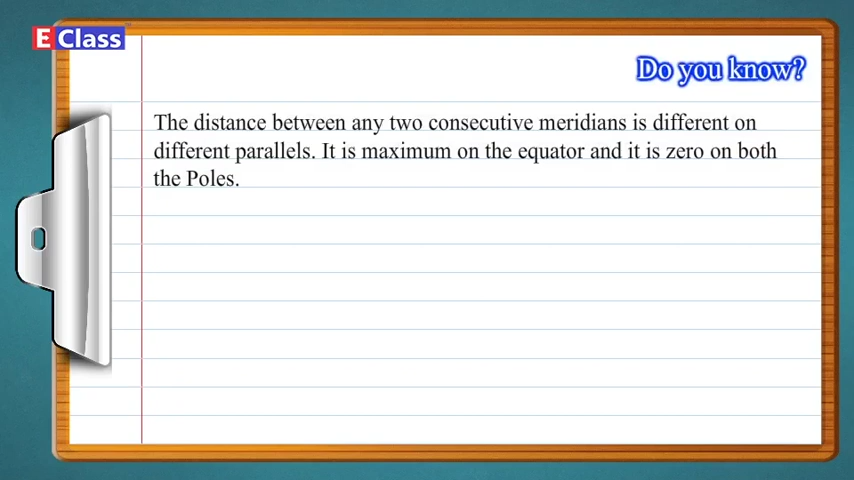 E Class
Do you know?
The distance between any two consecutive meridians is different on
different parallels. It is maximum on the equator and it is zero on both
the Poles.